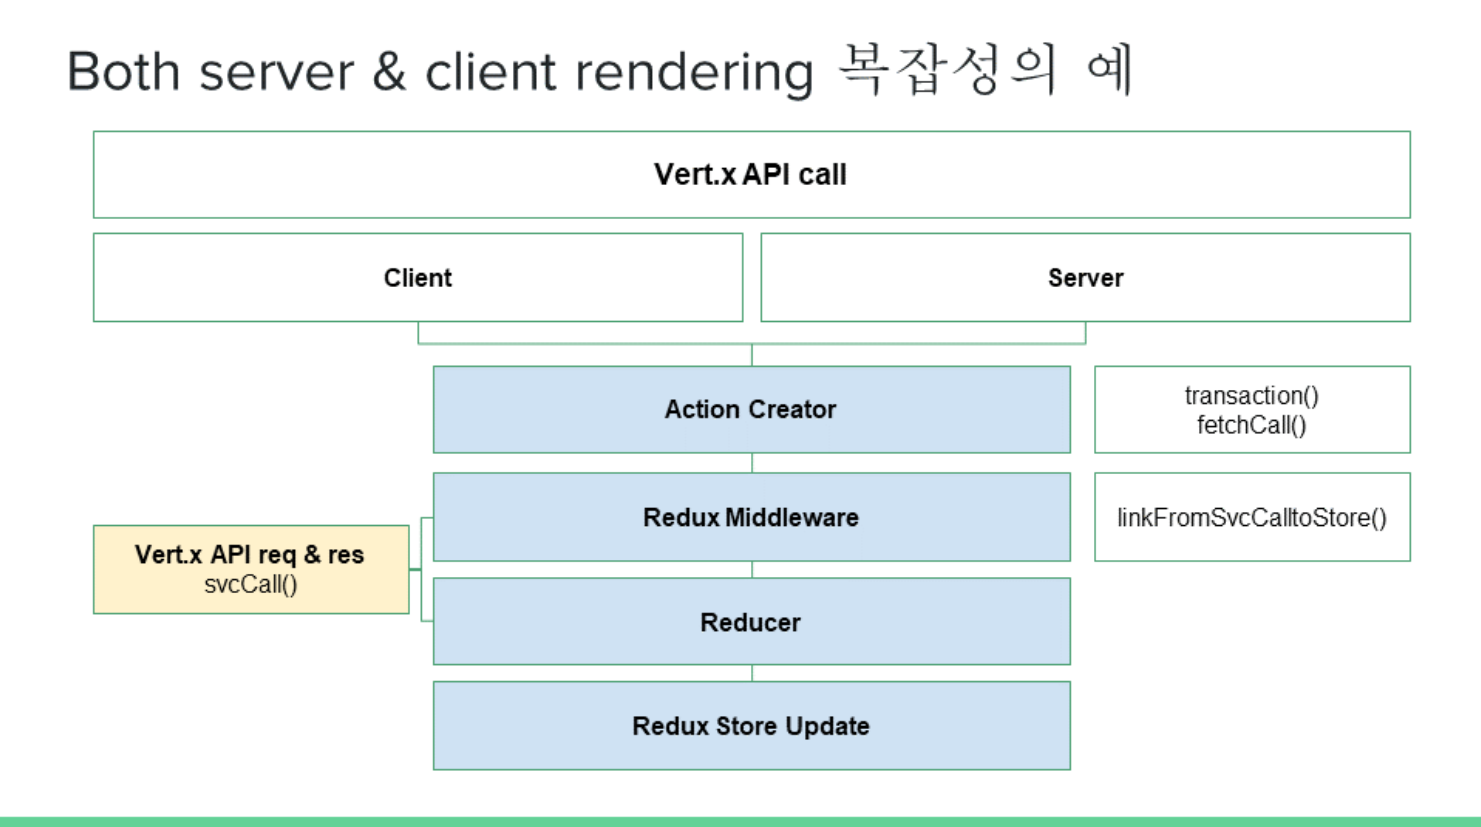 Both server & client rendering 복잡성의 예
Vert.x API call
Client
Server
Action Creator
transaction()
fetchCall()
Redux Middleware
linkFromSvcCalltoStore()
Vert.x API req & res
svcCall()
Reducer
Redux Store Update